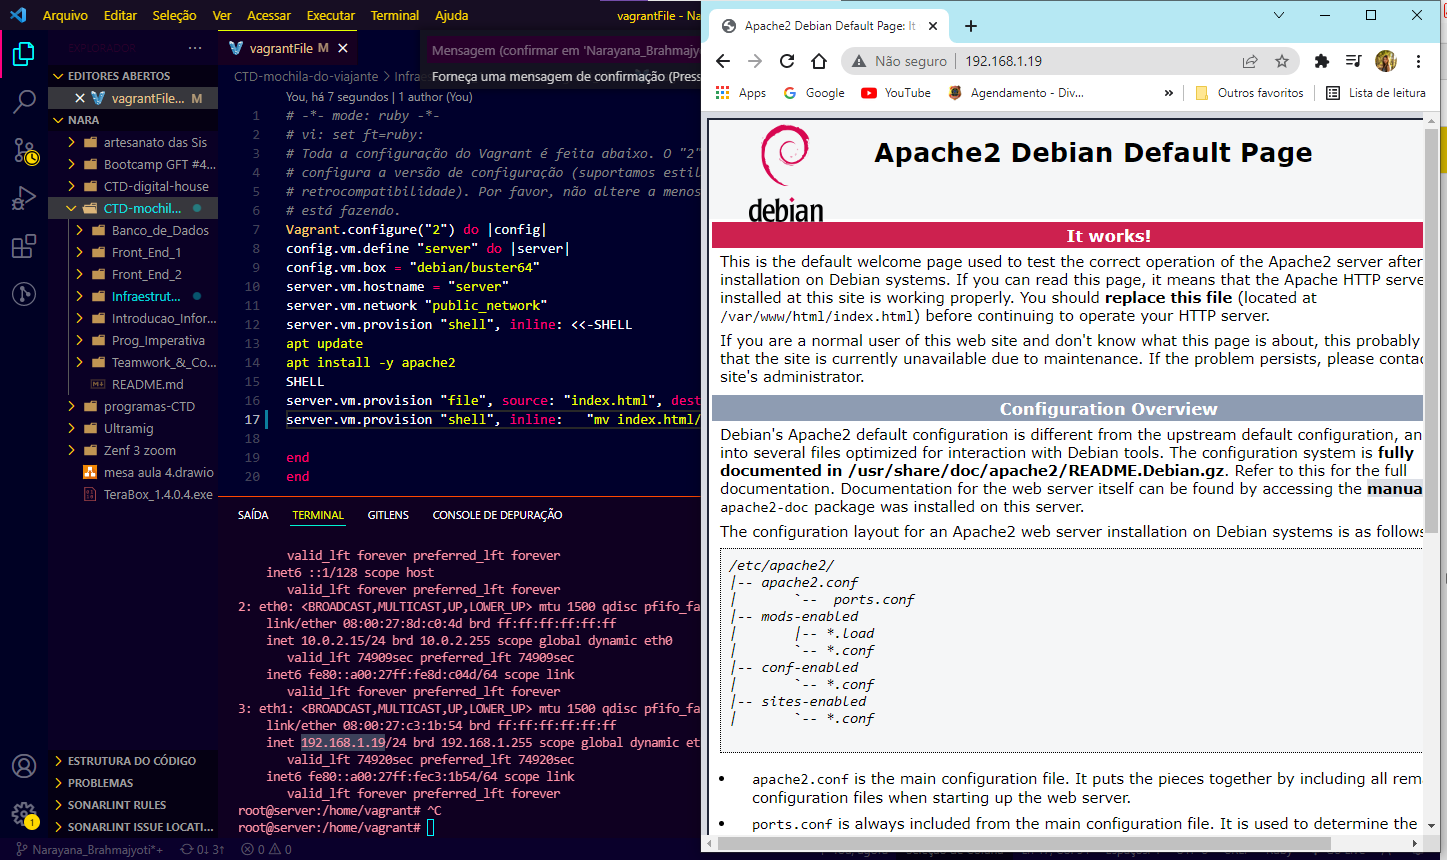 Arquivo Editar Seleção Ver Acessar Executar Terminal Ajuda vagrantFile - Na
EDITORES ABERTOS
vagrantFile... M
NARA
artesanato das Sis
Bootcamp GFT #4...
CTD-digital-house
CTD-mochil...
Banco_de_Dados
Front_End_1
Front_End_2
Infraestrut...
Introducao_Infor...
Prog_Imperativa
Teamwork_&_Co...
README.md
programas-CTD
Ultramig
Zenf 3 zoom
mesa aula 4.drawio
TeraBox_1.4.0.4.exe
ESTRUTURA DO CÓDIGO
PROBLEMAS
SONARLINT RULES
SONARLINT ISSUE LOCATI...
1
Narayana_Brahmajyoti*+ 0↓ 3↑ 0 0
vagrantFile M
Mensagem (confirmar em 'Narayana_Brahmajyo
Forneça uma mensagem de confirmação (Press
CTD-mochila-do-viajante > Infraes
You, há 7 segundos | 1 author (You)
1 # -*- mode: ruby -*-
2 # vi: set ft=ruby:
3 # Toda a configuração do Vagrant é feita abaixo. O "2"
4 # configura a versão de configuração (suportamos estil
5 # retrocompatibilidade). Por favor, não altere a menos
6 # está fazendo.
7 Vagrant.configure("2") do |config|
8 config.vm.define "server" do |server|
9 config.vm.box = "debian/buster64"
10 server.vm.hostname = "server"
11 server.vm.network "public_network"
12 server.vm.provision "shell", inline: <<-SHELL
13 apt update
14 apt install -y apache2
15 SHELL
16 server.vm.provision "file", source: "index.html", dest
17 server.vm.provision "shell", inline: "mv index.html/
18
19 end
20 end
SAÍDA TERMINAL GITLENS CONSOLE DE DEPURAÇÃO
valid_lft forever preferred_lft forever
inet6 ::1/128 scope host
valid_lft forever preferred_lft forever
2: eth0: <BROADCAST,MULTICAST,UP,LOWER_UP> mtu 1500 qdisc pfifo_fa
link/ether 08:00:27:8d:c0:4d brd ff:ff:ff:ff:ff:ff
inet 10.0.2.15/24 brd 10.0.2.255 scope global dynamic eth0
valid_lft 74909sec preferred_lft 74909sec
inet6 fe80::a00:27ff:fe8d:c04d/64 scope link
valid_lft forever preferred_lft forever
3: eth1: <BROADCAST,MULTICAST,UP,LOWER_UP> mtu 1500 qdisc pfifo_fa
link/ether 08:00:27:c3:1b:54 brd ff:ff:ff:ff:ff:ff
inet 192.168.1.19/24 brd 192.168.1.255 scope global dynamic et
valid_lft 74920sec preferred_lft 74920sec
inet6 fe80::a00:27ff:fec3:1b54/64 scope link
valid_lft forever preferred_lft forever
root@server:/home/vagrant# ^C
root@server:/home/vagrant#
Apache2 Debian Default Page: It
Não seguro | 192.168.1.19
Apps Google YouTube Agendamento - Div... » Outros favoritos Lista de leitura
debian
Apache2 Debian Default Page
It works!
This is the default welcome page used to test the correct operation of the Apache2 server after
installation on Debian systems. If you can read this page, it means that the Apache HTTP serve
installed at this site is working properly. You should replace this file (located at
/var/www/html/index.html) before continuing to operate your HTTP server.
If you are a normal user of this web site and don't know what this page is about, this probably
that the site is currently unavailable due to maintenance. If the problem persists, please contac
site's administrator.
Configuration Overview
Debian's Apache2 default configuration is different from the upstream default configuration, an
into several files optimized for interaction with Debian tools. The configuration system is fully
documented in /usr/share/doc/apache2/README.Debian.gz. Refer to this for the full
documentation. Documentation for the web server itself can be found by accessing the manua
apache2-doc package was installed on this server.
The configuration layout for an Apache2 web server installation on Debian systems is as follows
/etc/apache2/
|-- apache2.conf
| `-- ports.conf
|-- mods-enabled
| |-- *.load
| `-- *.conf
|-- conf-enabled
| `-- *.conf
|-- sites-enabled
| `-- *.conf
• apache2.conf is the main configuration file. It puts the pieces together by including all rem
configuration files when starting up the web server.
• ports.conf is always included from the main configuration file. It is used to determine the